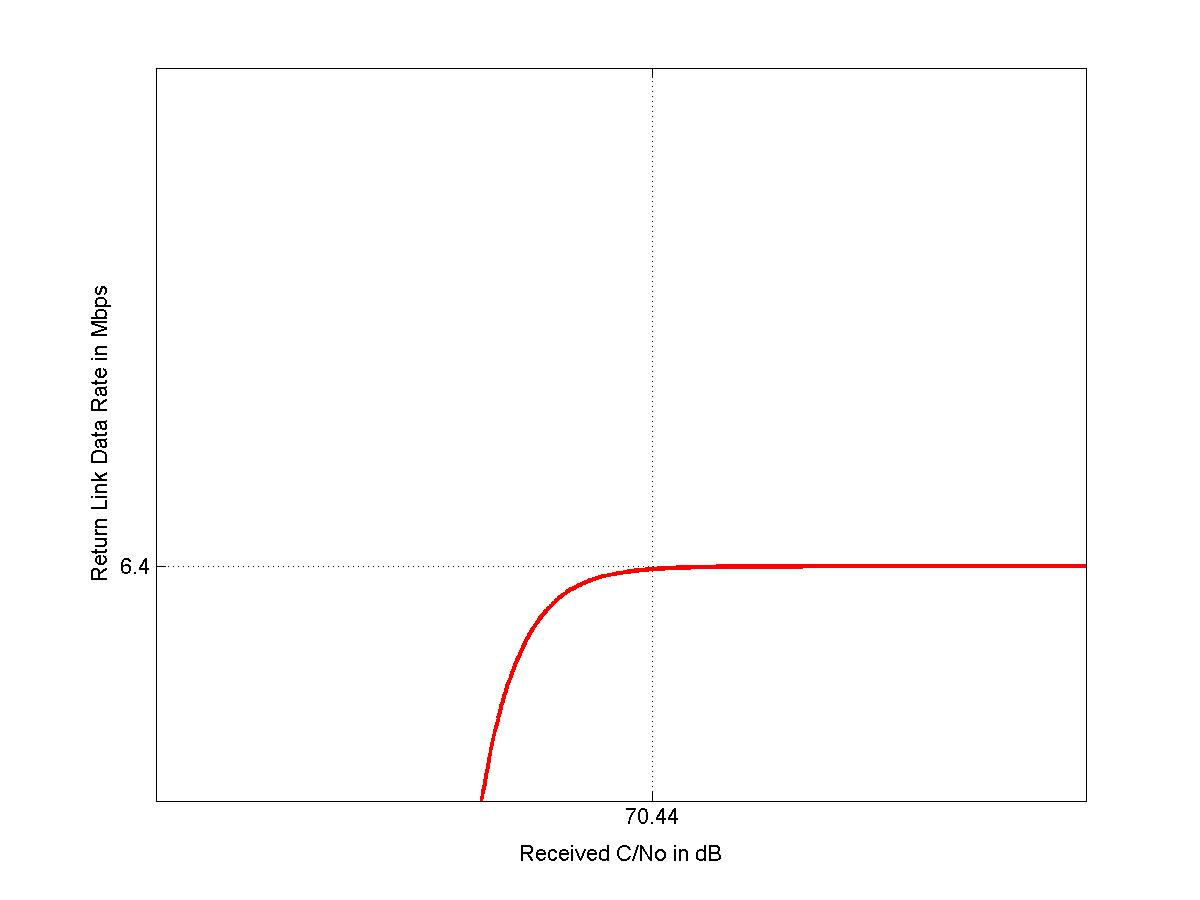 Return Link Data Rate in Mbps
6.4
70.44
Received C/No in dB